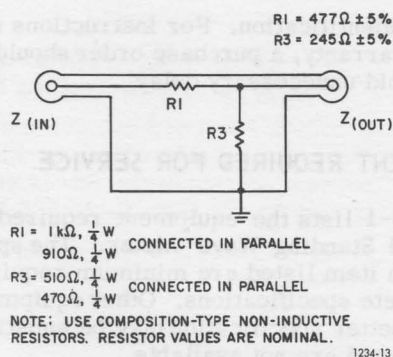 R1 = 477Ω ±5%
R3 = 245Ω ±5%
R1
R3
Z (IN)
Z (OUT)
R1 = 1kΩ, 1/4 W
910Ω, 1/4 W
CONNECTED IN PARALLEL
R3 = 510Ω, 1/4 W
470Ω, 1/4 W
CONNECTED IN PARALLEL
NOTE: USE COMPOSITION-TYPE NON-INDUCTIVE
RESISTORS. RESISTOR VALUES ARE NOMINAL.
1234-13